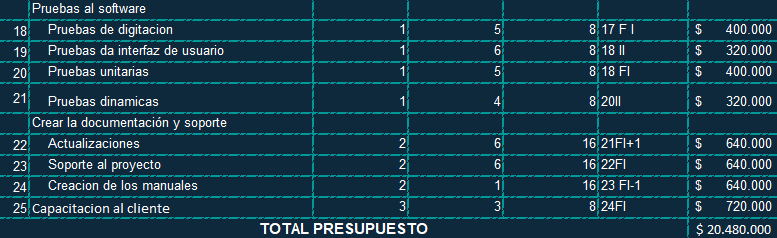 Pruebas al software
18 Pruebas de digitacion 1 5 8 17 F I $ 400.000
19 Pruebas da interfaz de usuario 1 6 8 18 II $ 320.000
20 Pruebas unitarias 1 5 8 18 FI $ 400.000
21 Pruebas dinamicas 1 4 8 20II $ 320.000
Crear la documentación y soporte
22 Actualizaciones 2 6 16 21FI+1 $ 640.000
23 Soporte al proyecto 2 6 16 22FI $ 640.000
24 Creacion de los manuales 2 1 16 23 FI-1 $ 640.000
25 Capacitacion al cliente 3 3 8 24FI $ 720.000
TOTAL PRESUPUESTO $ 20.480.000